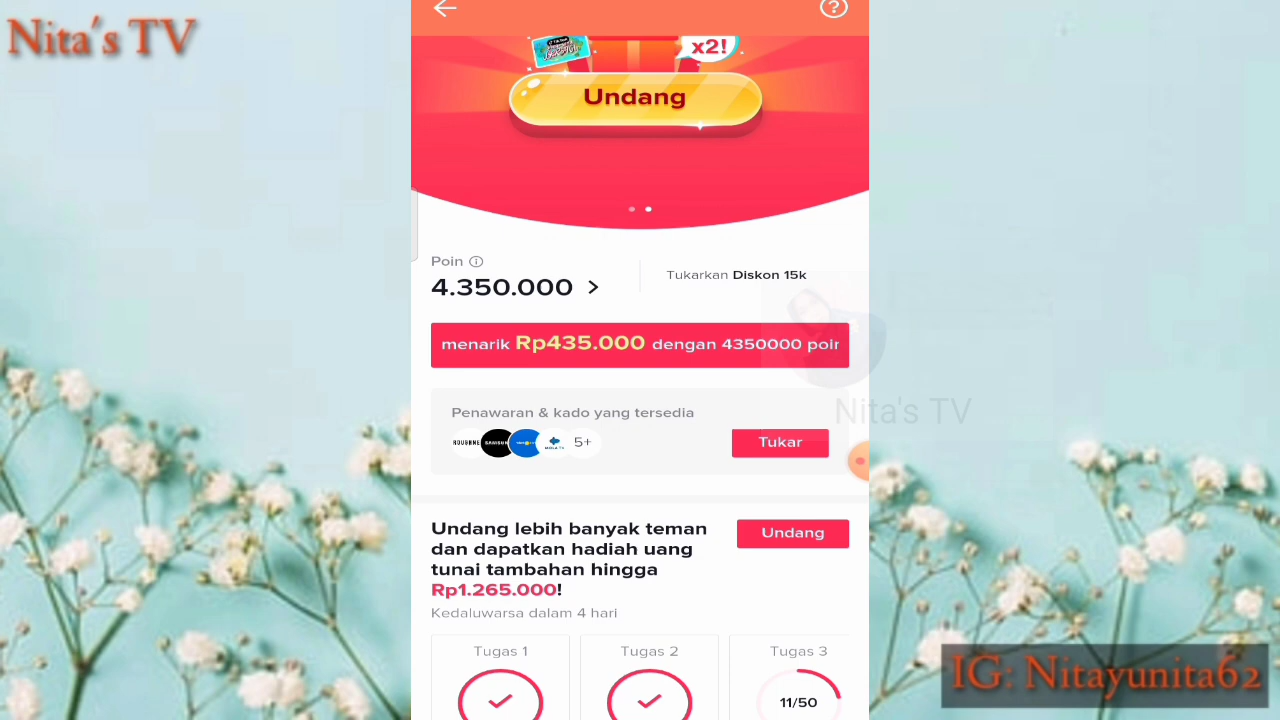 Nita's TV
x2!
Undang
Poin
4.350.000
Tukarkan Diskon 15k
menarik Rp435.000 dengan 4350000 poin
Penawaran & kado yang tersedia
SAMSUNG
5+
Tukar
Nita's TV
Undang lebih banyak teman
dan dapatkan hadiah uang
tunai tambahan hingga
Rp1.265.000!
Undang
Kedaluwarsa dalam 4 hari
Tugas 1
Tugas 2
Tugas 3
11/50
IG: Nitayunita62